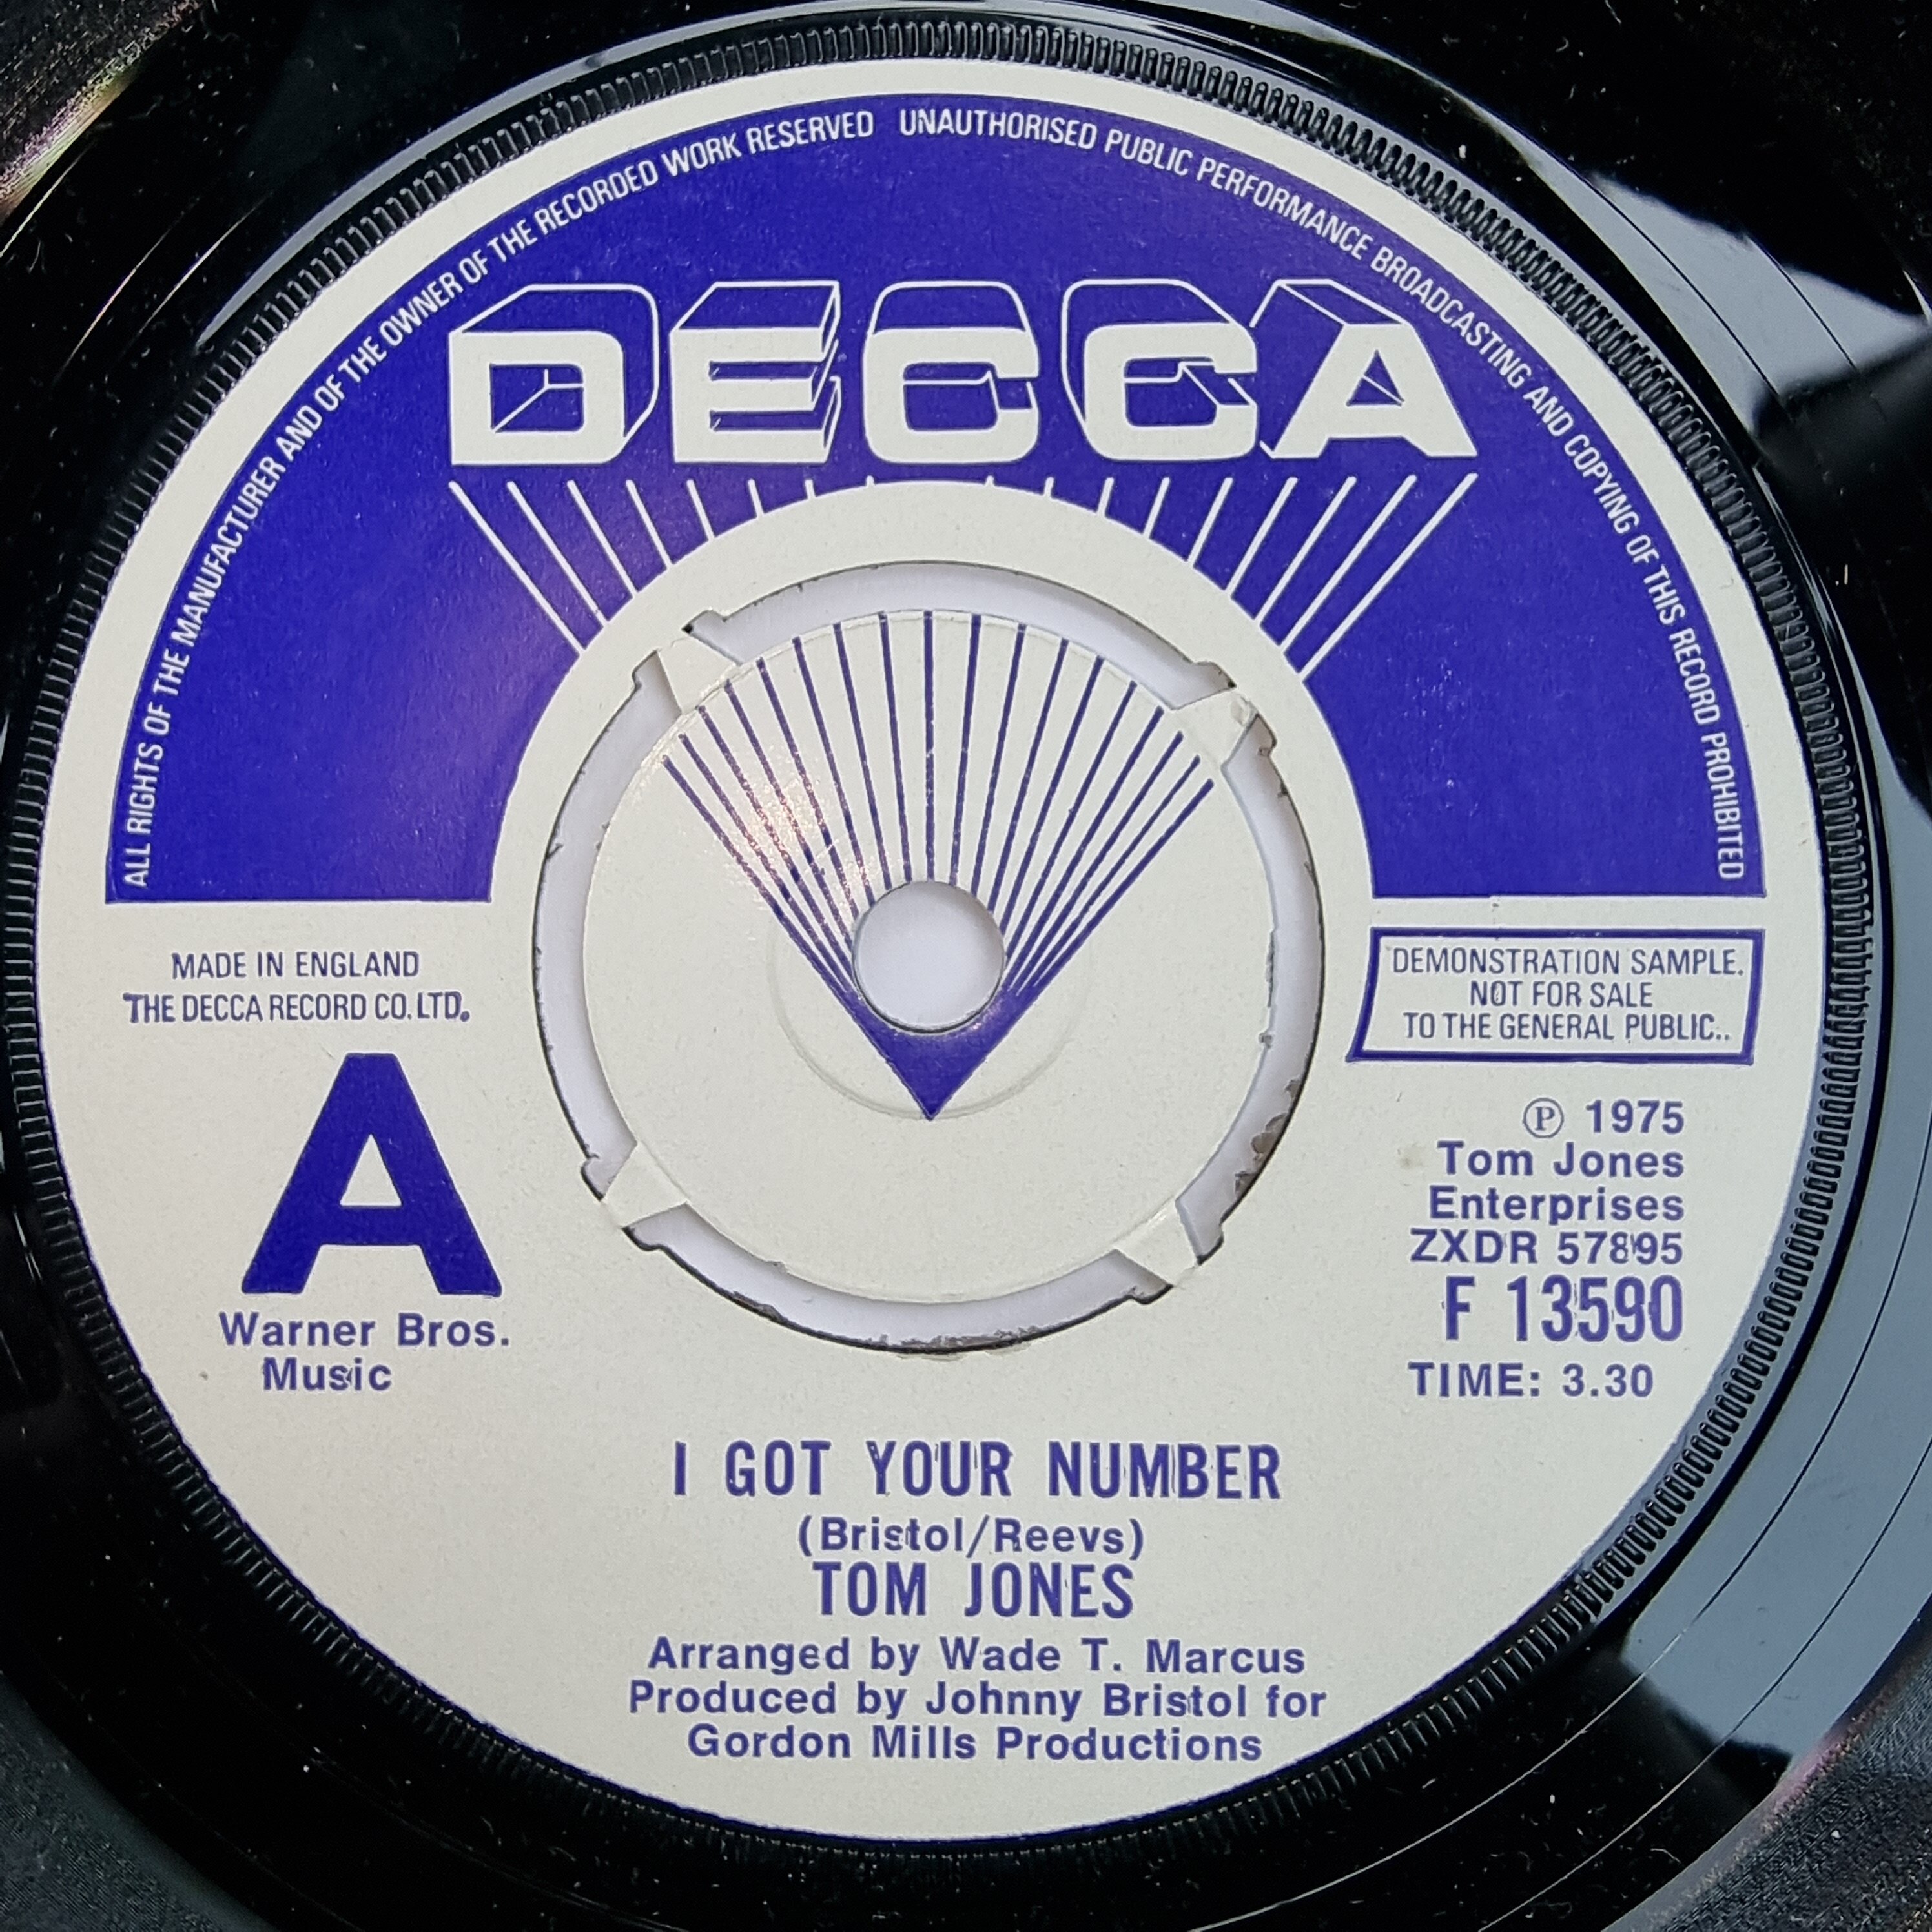 ALL RIGHTS OF THE MANUFACTURER AND OF THE OWNER OF THE RECORDED WORK RESERVED UNAUTHORISED PUBLIC PERFORMANCE BROADCASTING AND COPYING OF THIS RECORD PROHIBITED
DECCA
MADE IN ENGLAND
THE DECCA RECORD CO. LTD.
A
Warner Bros.
Music
DEMONSTRATION SAMPLE.
NOT FOR SALE
TO THE GENERAL PUBLIC..
℗ 1975
Tom Jones
Enterprises
ZXDR 57895
F 13590
TIME: 3.30
I GOT YOUR NUMBER
(Bristol/Reevs)
TOM JONES
Arranged by Wade T. Marcus
Produced by Johnny Bristol for
Gordon Mills Productions